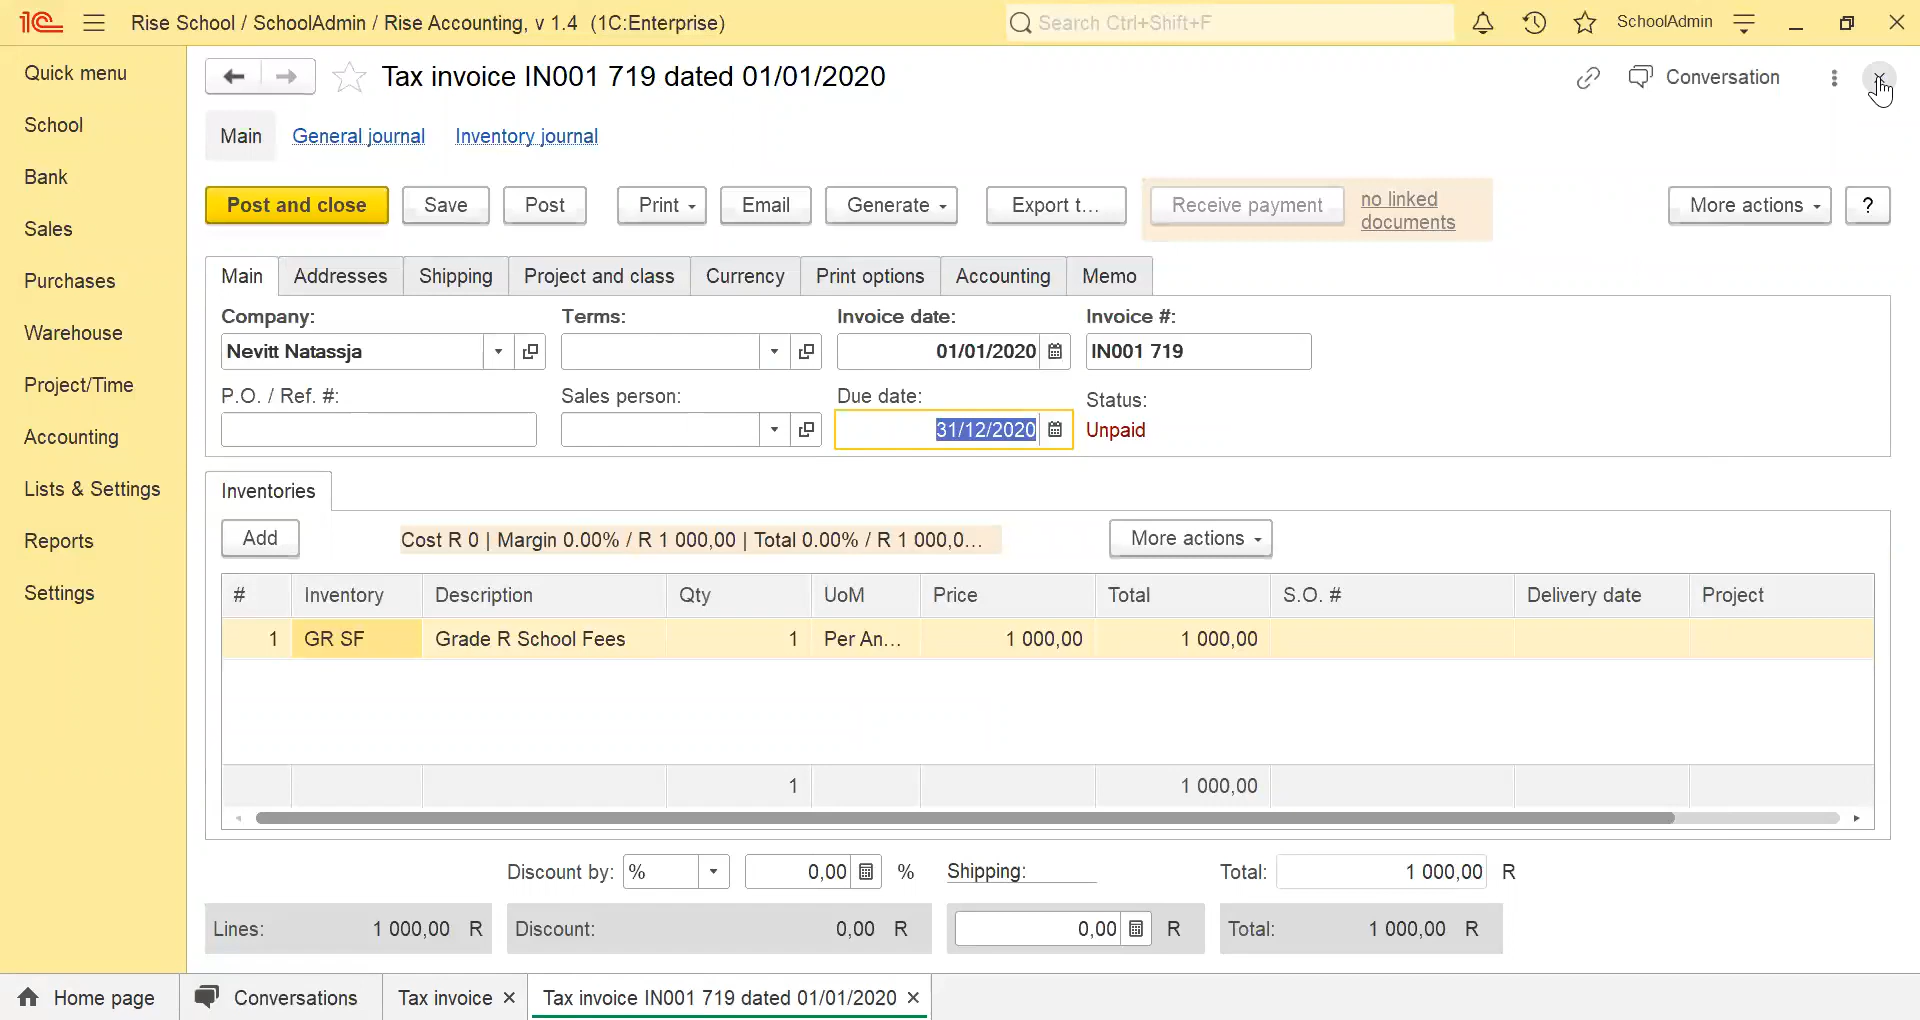 1C Rise School / SchoolAdmin / Rise Accounting, v 1.4 (1C:Enterprise) Search Ctrl+Shift+F SchoolAdmin
Quick menu
School
Bank
Sales
Purchases
Warehouse
Project/Time
Accounting
Lists & Settings
Reports
Settings
Tax invoice IN001 719 dated 01/01/2020 Conversation
Main General journal Inventory journal
Post and close Save Post Print Email Generate Export t... Receive payment no linked
documents
More actions ?
Main Addresses Shipping Project and class Currency Print options Accounting Memo
Company: Terms: Invoice date: Invoice #:
Nevitt Natassja 01/01/2020 IN001 719
P.O. / Ref. #: Sales person: Due date: Status:
31/12/2020 Unpaid
Inventories
Add Cost R 0 | Margin 0.00% / R 1 000,00 | Total 0.00% / R 1 000,0... More actions
# Inventory Description Qty UoM Price Total S.O. # Delivery date Project
1 GR SF Grade R School Fees 1 Per An... 1 000,00 1 000,00
1 1 000,00
Discount by: % 0,00 % Shipping: Total: 1 000,00 R
Lines: 1 000,00 R Discount: 0,00 R 0,00 R Total: 1 000,00 R
Home page Conversations Tax invoice Tax invoice IN001 719 dated 01/01/2020